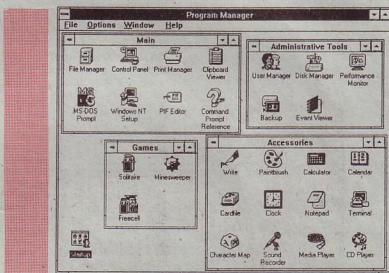 Program Manager
File Options Window Help
Main
File Manager Control Panel Print Manager Clipboard Viewer
MS-DOS Prompt Windows NT Setup PIF Editor Command Prompt Reference
Administrative Tools
User Manager Disk Manager Performance Monitor
Backup Event Viewer
Games
Solitaire Minesweeper
Freecell
Accessories
Write Paintbrush Calculator Calendar
Cardfile Clock Notepad Terminal
Character Map Sound Recorder Media Player CD Player
Startup